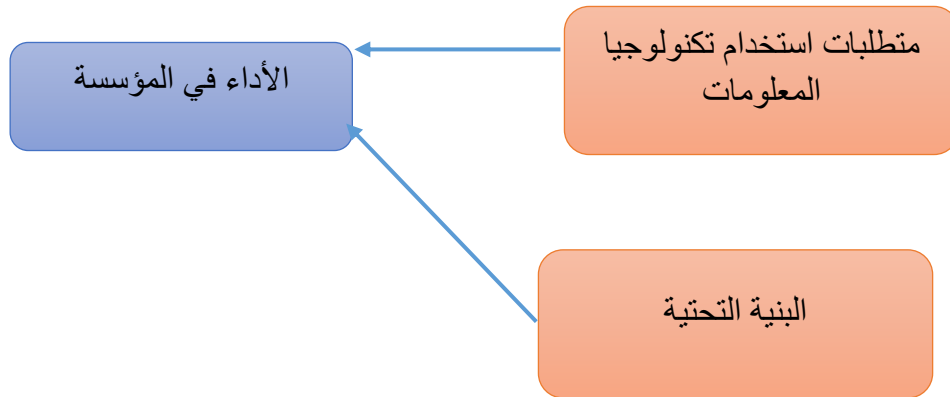 متطلبات استخدام تكنولوجيا
المعلومات
الأداء في المؤسسة
البنية التحتية